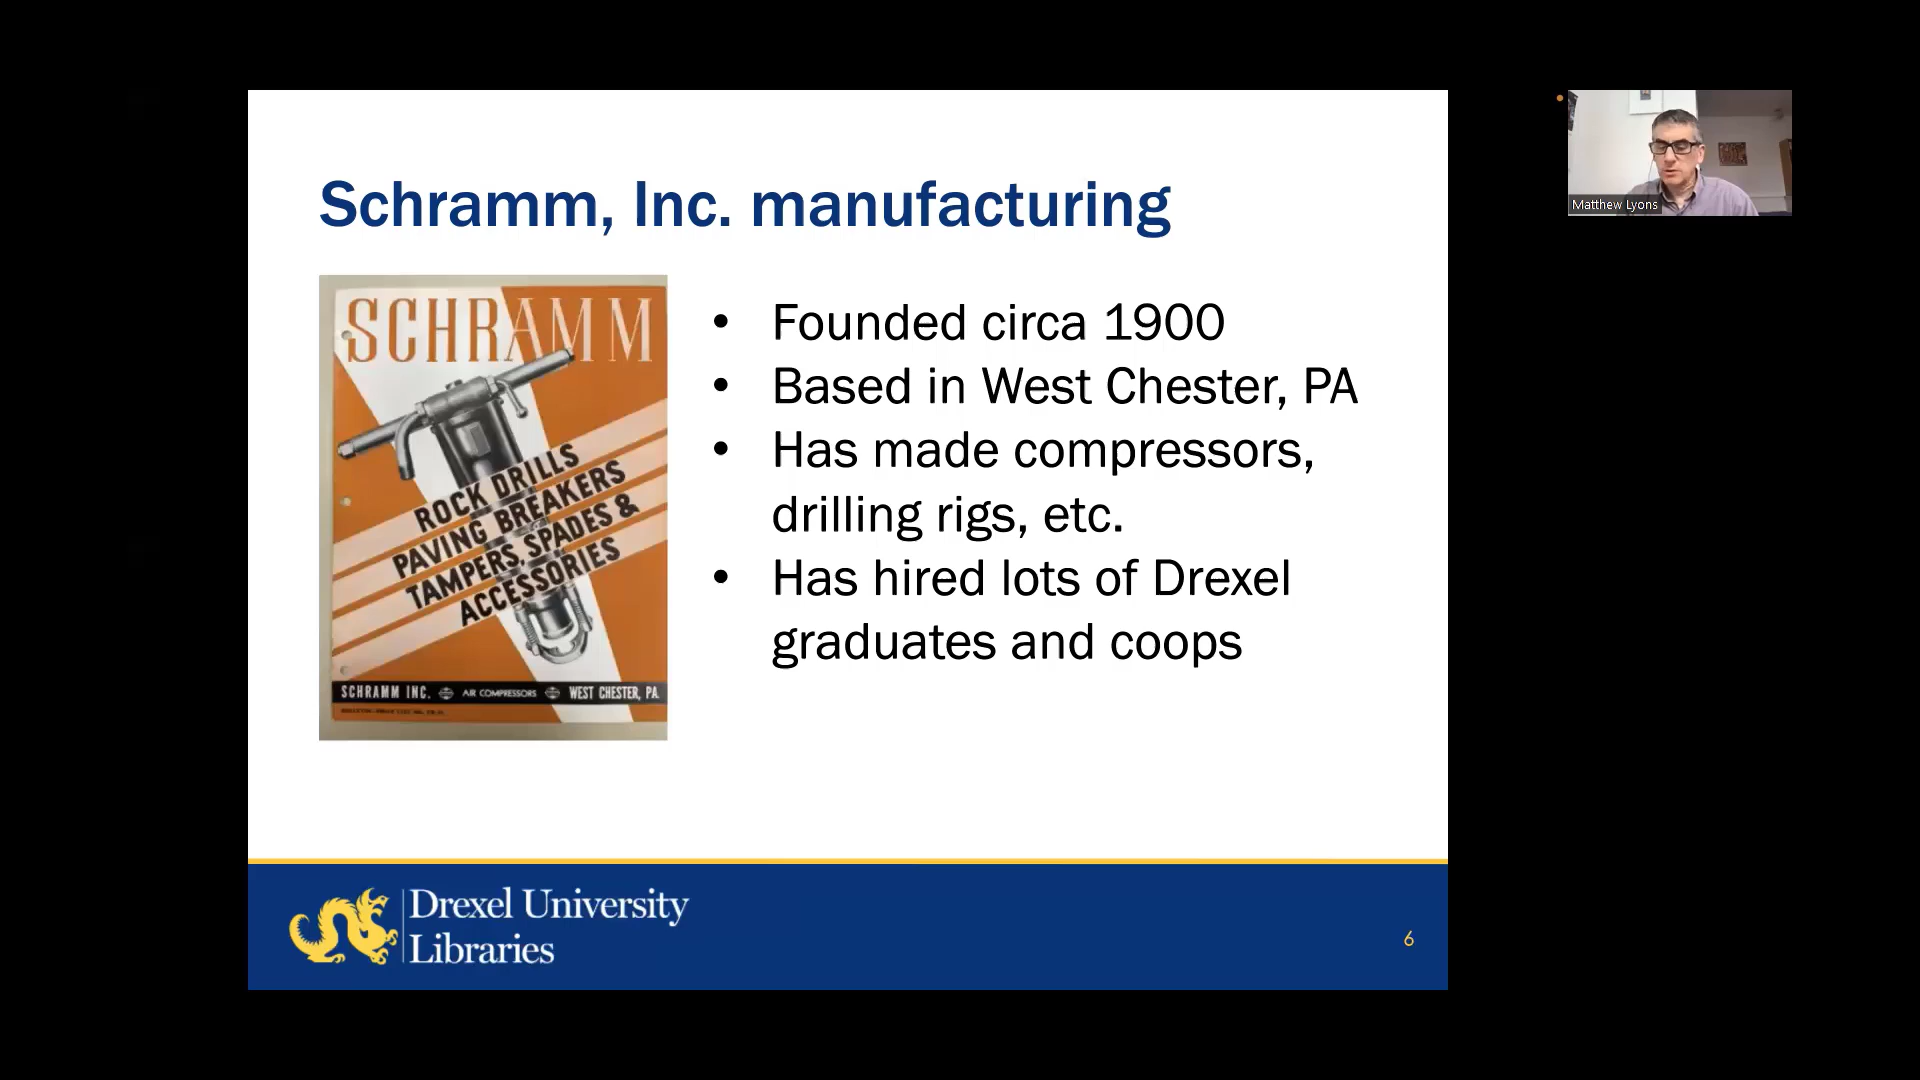 Schramm, Inc. manufacturing
SCHRAMM
ROCK DRILLS
PAVING BREAKERS
TAMPERS, SPADES &
ACCESSORIES
SCHRAMM INC. AIR COMPRESSORS WEST CHESTER, PA
• Founded circa 1900
• Based in West Chester, PA
• Has made compressors,
drilling rigs, etc.
• Has hired lots of Drexel
graduates and coops
Drexel University
Libraries
6
Matthew Lyons